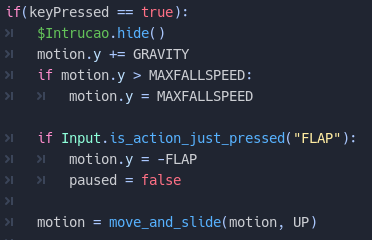 if(keyPressed == true):
$Intrucao.hide()
motion.y += GRAVITY
if motion.y > MAXFALLSPEED:
motion.y = MAXFALLSPEED
if Input.is_action_just_pressed("FLAP"):
motion.y = -FLAP
paused = false
motion = move_and_slide(motion, UP)